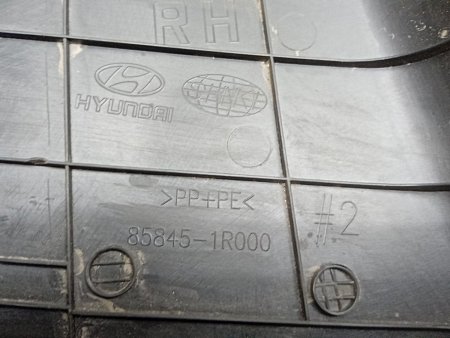 RH
HYUNDAI
>PP+PE<
#2
85845-1R000